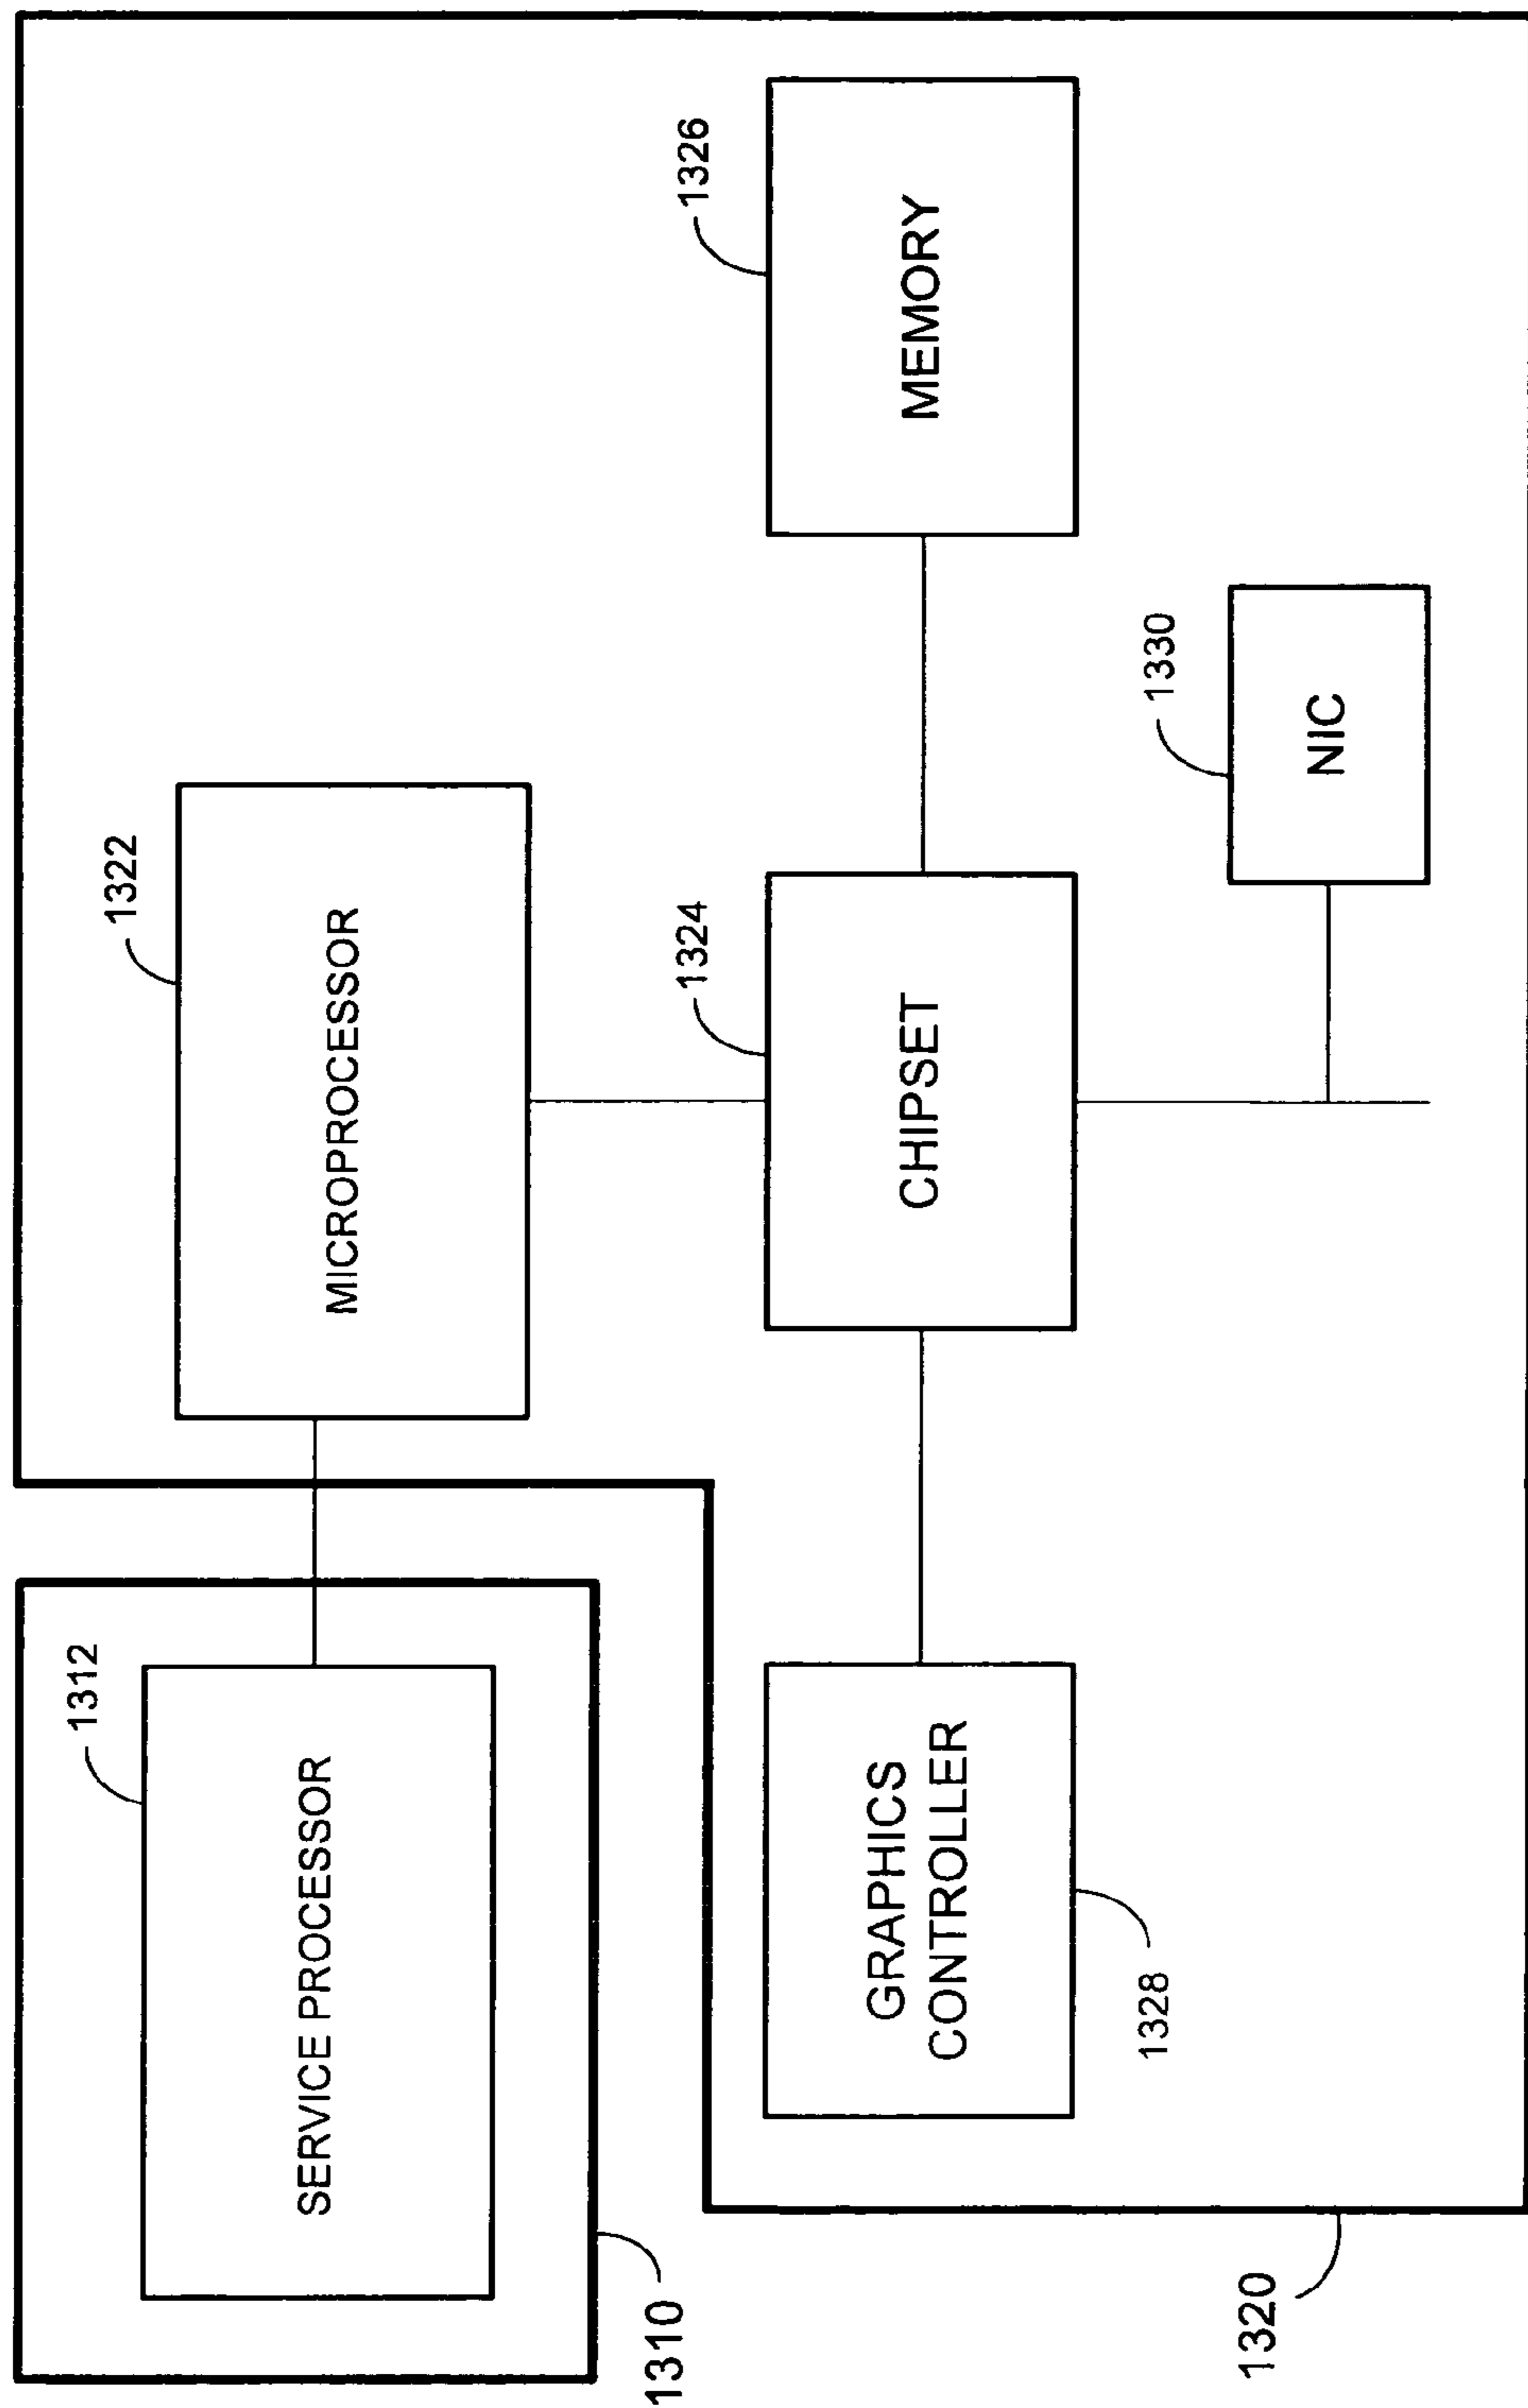 1312
SERVICE PROCESSOR
1310
1322
MICROPROCESSOR
1324
CHIPSET
1326
MEMORY
GRAPHICS
CONTROLLER
1328
1330
NIC
1320